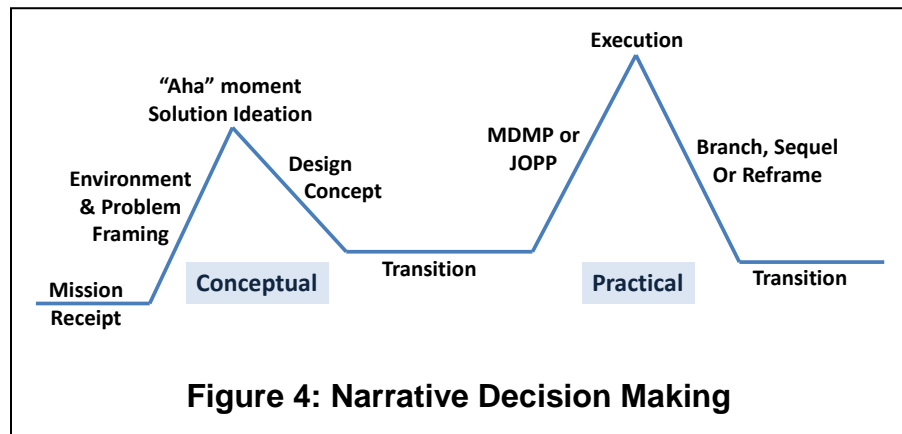 Mission
Receipt
Environment
& Problem
Framing
“Aha” moment
Solution Ideation
Design
Concept
Conceptual
Transition
MDMP or
JOPP
Execution
Branch, Sequel
Or Reframe
Practical
Transition
Figure 4: Narrative Decision Making